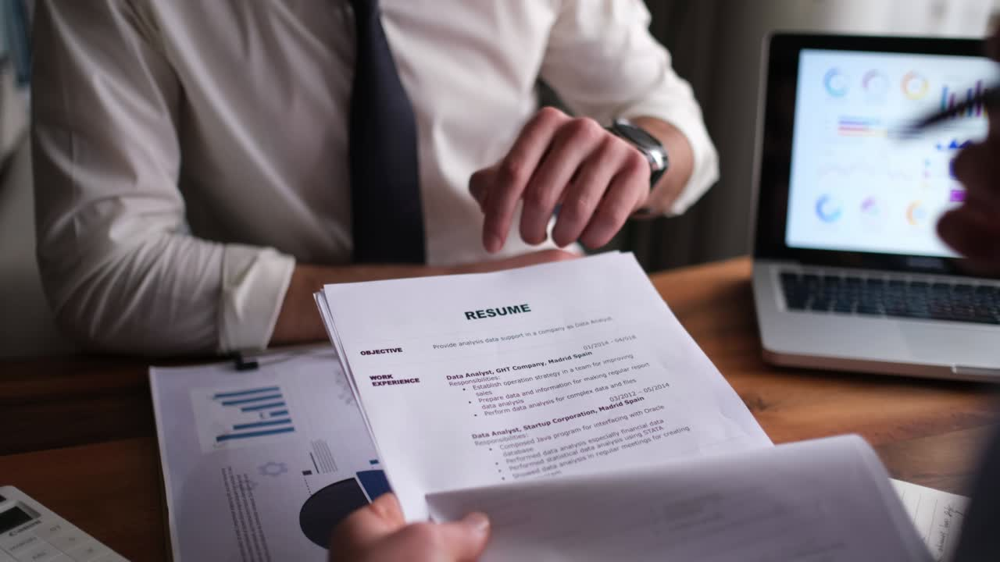 RESUME
OBJECTIVE
Provide analysis data support in a company as Data Analyst.
01/2014 - 04/018
WORK
EXPERIENCE
Data Analyst, GHT Company, Madrid Spain
Responsibilities:
• Establish operation strategy in a team for improving
sales
• Prepare data and information for making regular report
data analysis
• Perform data analysis for complex data and files
03/2012 – 05/2014
Data Analyst, Startup Corporation, Madrid Spain
Responsibilities:
• Composed Java program for interfacing with Oracle
database
• Performed data analysis especially financial data
• Performed statistical data analysis using STATA
• Showed data analysis in regular meetings for creating
Canon